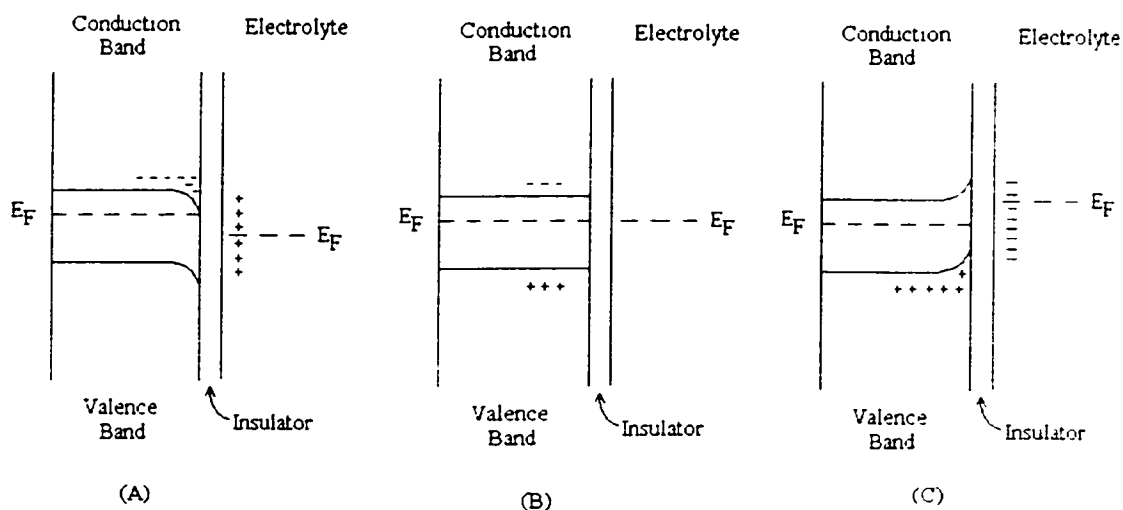 Conduction
Band
Electrolyte
E_F
- - - - - -
-
-
+
+
+
+
+
+
E_F
Valence
Band
Insulator
(A)
Conduction
Band
Electrolyte
E_F
- - -
E_F
+ + +
Valence
Band
Insulator
(B)
Conduction
Band
Electrolyte
E_F
E_F
+
+ + + + +
Valence
Band
Insulator
(C)